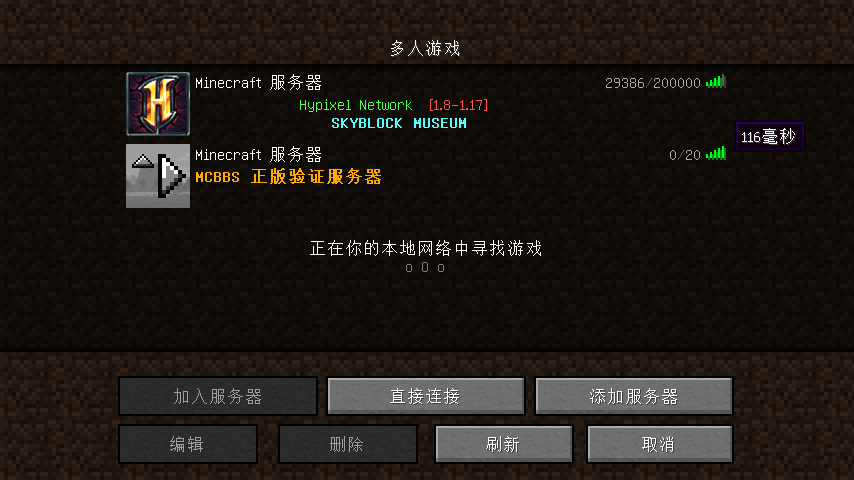 多人游戏
Minecraft 服务器 29386/200000
Hypixel Network [1.8-1.17]
SKYBLOCK MUSEUM
116毫秒
Minecraft 服务器 0/20
MCBBS 正版验证服务器
正在你的本地网络中寻找游戏
o O o
加入服务器 直接连接 添加服务器
编辑 删除 刷新 取消